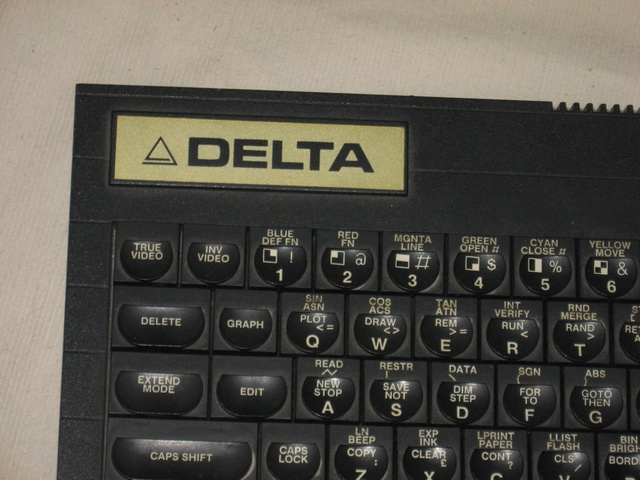 DELTA
TRUE VIDEO
INV VIDEO
BLUE
DEF FN
!
1
RED
FN
@
2
MGNTA
LINE
#
3
GREEN
OPEN #
$
4
CYAN
CLOSE #
%
5
YELLOW
MOVE
&
6
DELETE
GRAPH
SIN
ASN
PLOT
<=
Q
COS
ACS
DRAW
<>
W
TAN
ATN
REM
>=
E
INT
VERIFY
RUN
<
R
RND
MERGE
RAND
>
T
EXTEND
MODE
EDIT
READ
~
NEW
STOP
A
RESTR
|
SAVE
NOT
S
DATA
\
DIM
STEP
D
SGN
{
FOR
TO
F
ABS
}
GOTO
THEN
G
CAPS SHIFT
CAPS
LOCK
LN
BEEP
COPY
:
Z
EXP
INK
CLEAR
£
X
LPRINT
PAPER
CONT
?
C
LLIST
FLASH
CLS
/
V
BIN